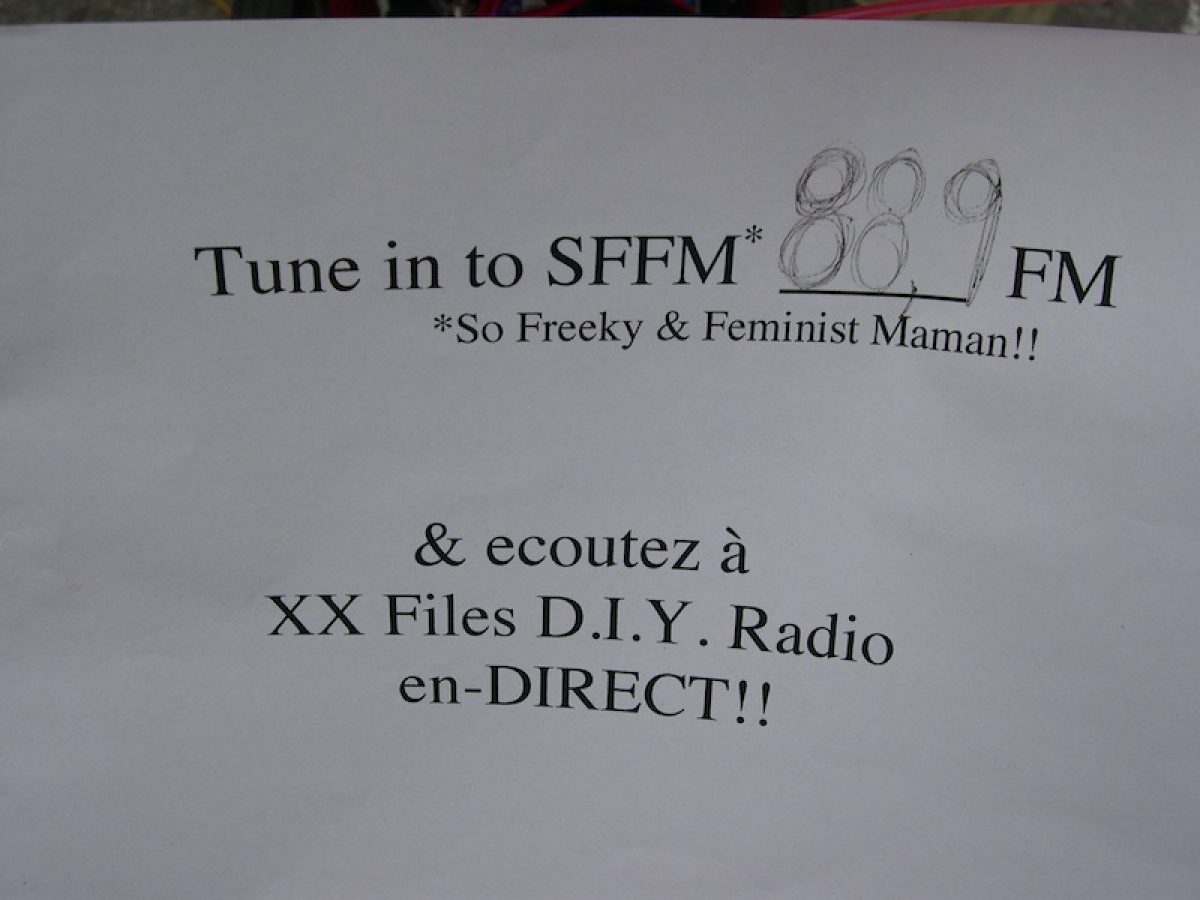 Tune in to SFFM* 88,9 FM
*So Freeky & Feminist Maman!!
& ecoutez à
XX Files D.I.Y. Radio
en-DIRECT!!